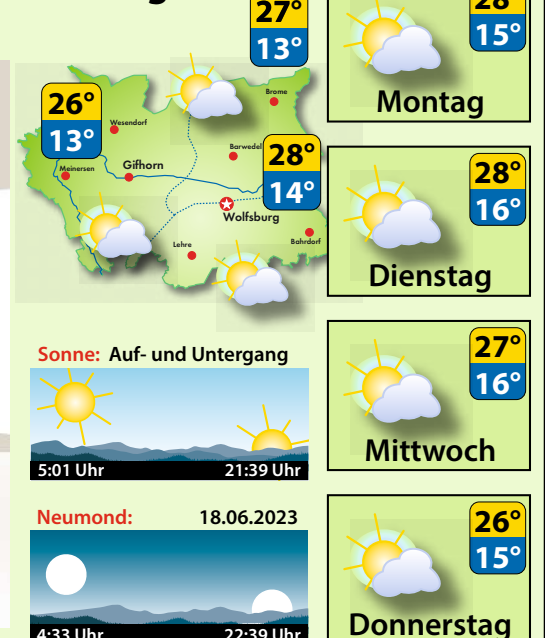 27°
13°
Brome
26°
13°
Wesendorf
Barwedel
28°
14°
Meinersen
Gifhorn
Wolfsburg
Lehre
Bahrdorf
Sonne: Auf- und Untergang
5:01 Uhr 21:39 Uhr
Neumond: 18.06.2023
4:33 Uhr 22:39 Uhr
28°
15°
Montag
28°
16°
Dienstag
27°
16°
Mittwoch
26°
15°
Donnerstag